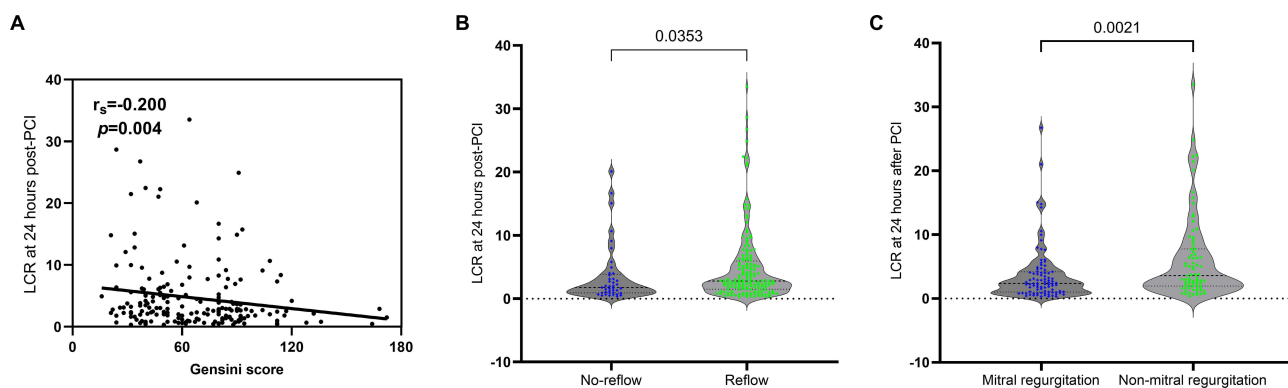 A
LCR at 24 hours post-PCI
40
30
20
10
0
rₛ=-0.200
p=0.004
0
60
120
180
Gensini score
B
LCR at 24 hours post-PCI
40
30
20
10
0
-10
0.0353
No-reflow
Reflow
C
LCR at 24 hours after PCI
40
30
20
10
0
-10
0.0021
Mitral regurgitation
Non-mitral regurgitation